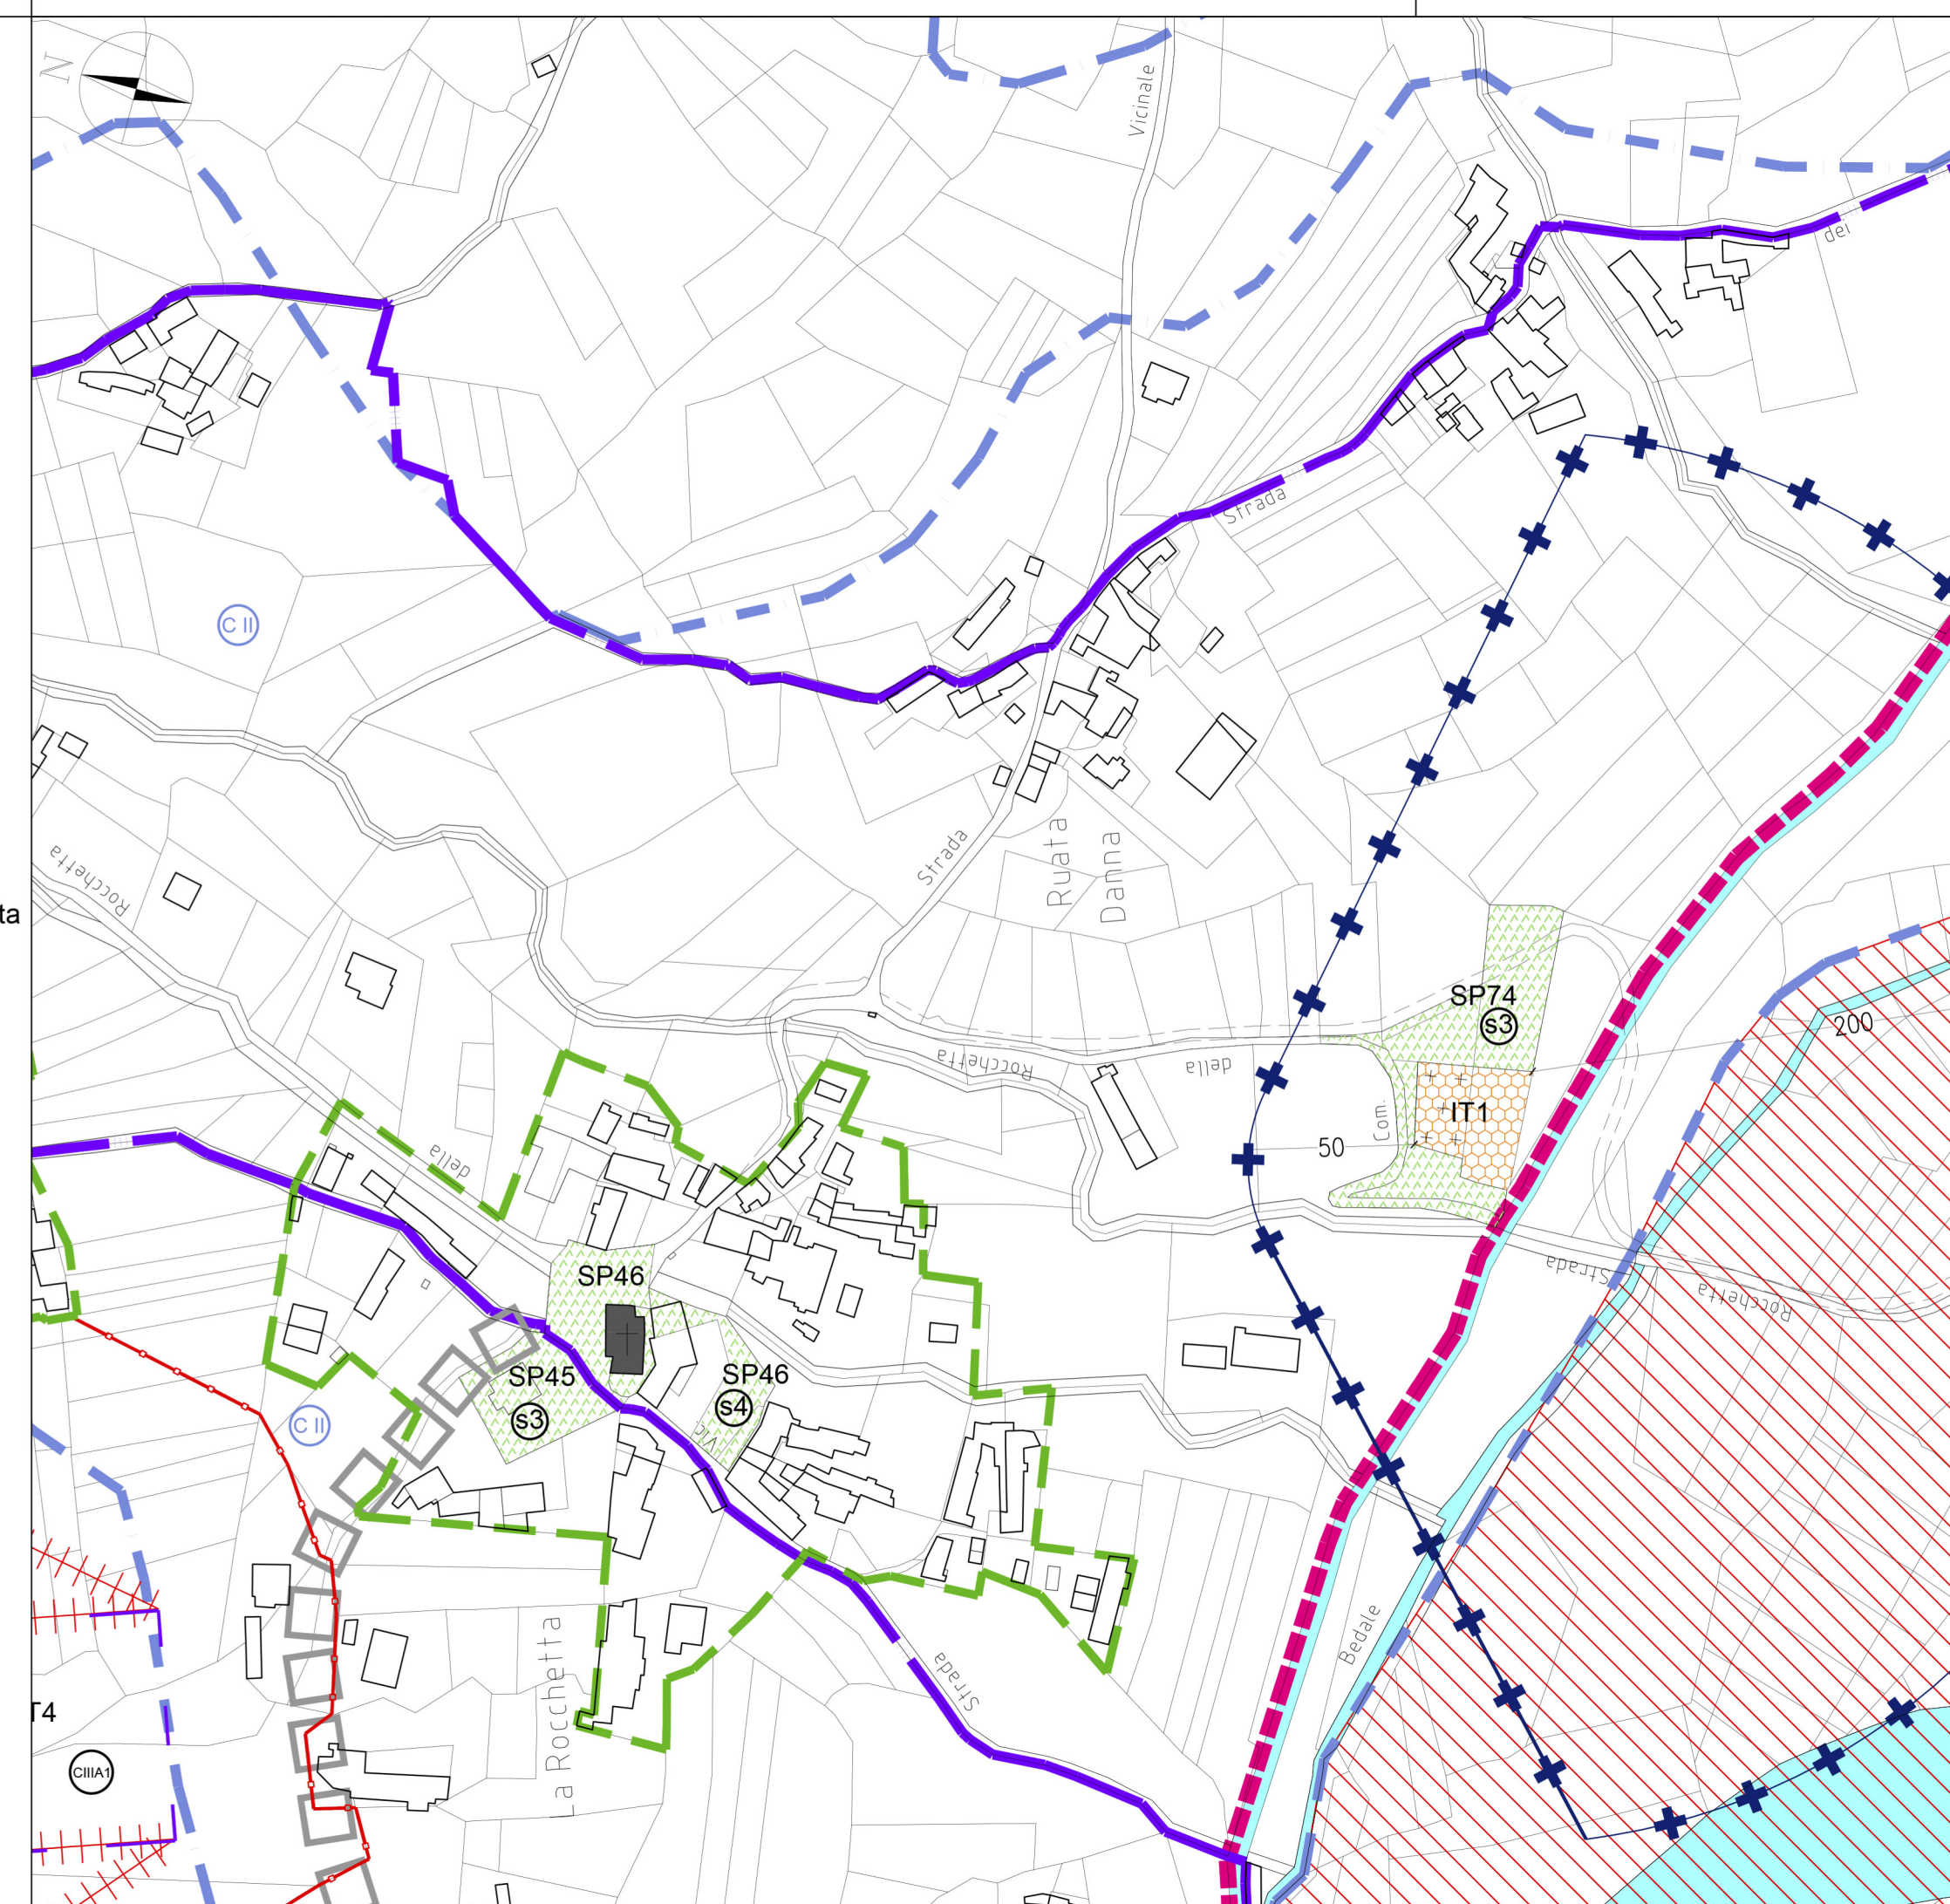 N
Vicinale
dei
Strada
C II
Rocchetta
ta
Strada
Ruata
Danna
SP74
s3
200
Rocchetta
della
Com.
IT1
50
della
Strada
Rocchetta
SP46
SP45
s3
SP46
s4
Vic.
C II
La Rocchetta
Strada
Bedale
T4
CIIIA1